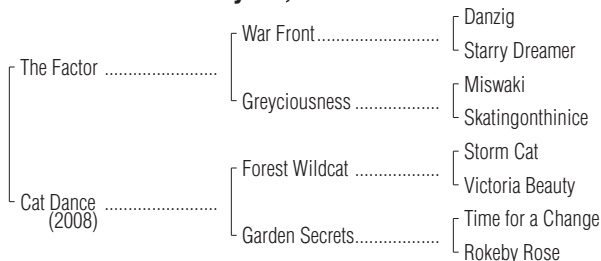 Danzig
War Front
Starry Dreamer
The Factor
Miswaki
Greyciousness
Skatingonthinice
Storm Cat
Forest Wildcat
Victoria Beauty
Cat Dance
(2008)
Time for a Change
Garden Secrets
Rokeby Rose